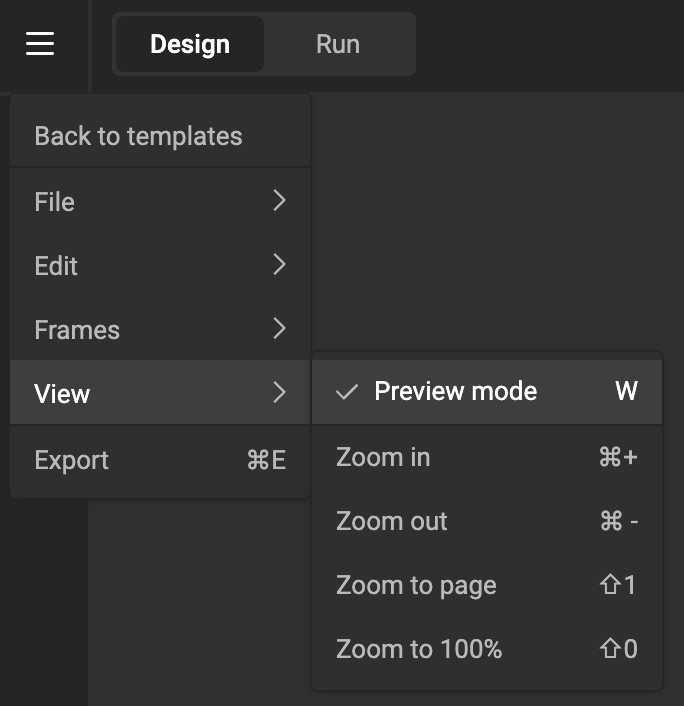 Design Run
Back to templates
File
Edit
Frames
View
Export ⌘E
Preview mode W
Zoom in ⌘+
Zoom out ⌘ -
Zoom to page ⇧1
Zoom to 100% ⇧0